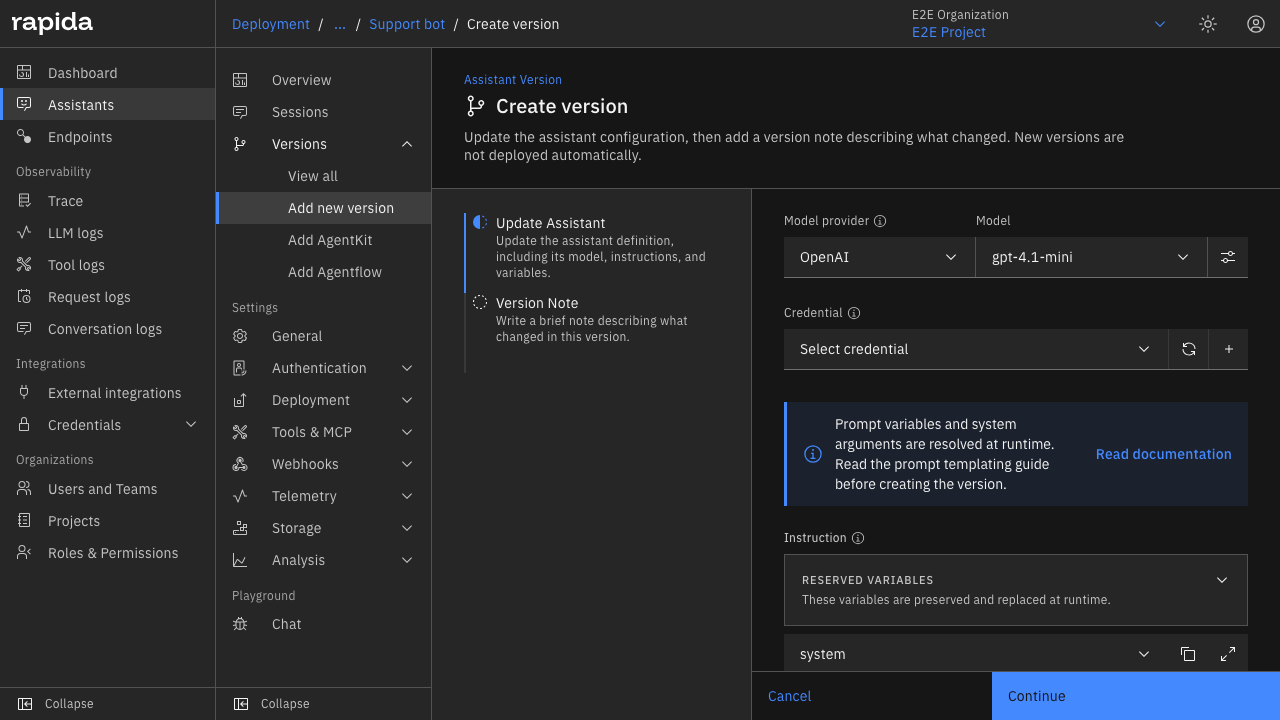 rapida
Deployment / ... / Support bot / Create version
E2E Organization
E2E Project
Dashboard
Assistants
Endpoints
Observability
Trace
LLM logs
Tool logs
Request logs
Conversation logs
Integrations
External integrations
Credentials
Organizations
Users and Teams
Projects
Roles & Permissions
Collapse
Overview
Sessions
Versions
View all
Add new version
Add AgentKit
Add Agentflow
Settings
General
Authentication
Deployment
Tools & MCP
Webhooks
Telemetry
Storage
Analysis
Playground
Chat
Collapse
Assistant Version
Create version
Update the assistant configuration, then add a version note describing what changed. New versions are
not deployed automatically.
Update Assistant
Update the assistant definition,
including its model, instructions, and
variables.
Version Note
Write a brief note describing what
changed in this version.
Model provider
Model
OpenAI
gpt-4.1-mini
Credential
Select credential
Prompt variables and system
arguments are resolved at runtime.
Read the prompt templating guide
before creating the version.
Read documentation
Instruction
RESERVED VARIABLES
These variables are preserved and replaced at runtime.
system
Cancel
Continue